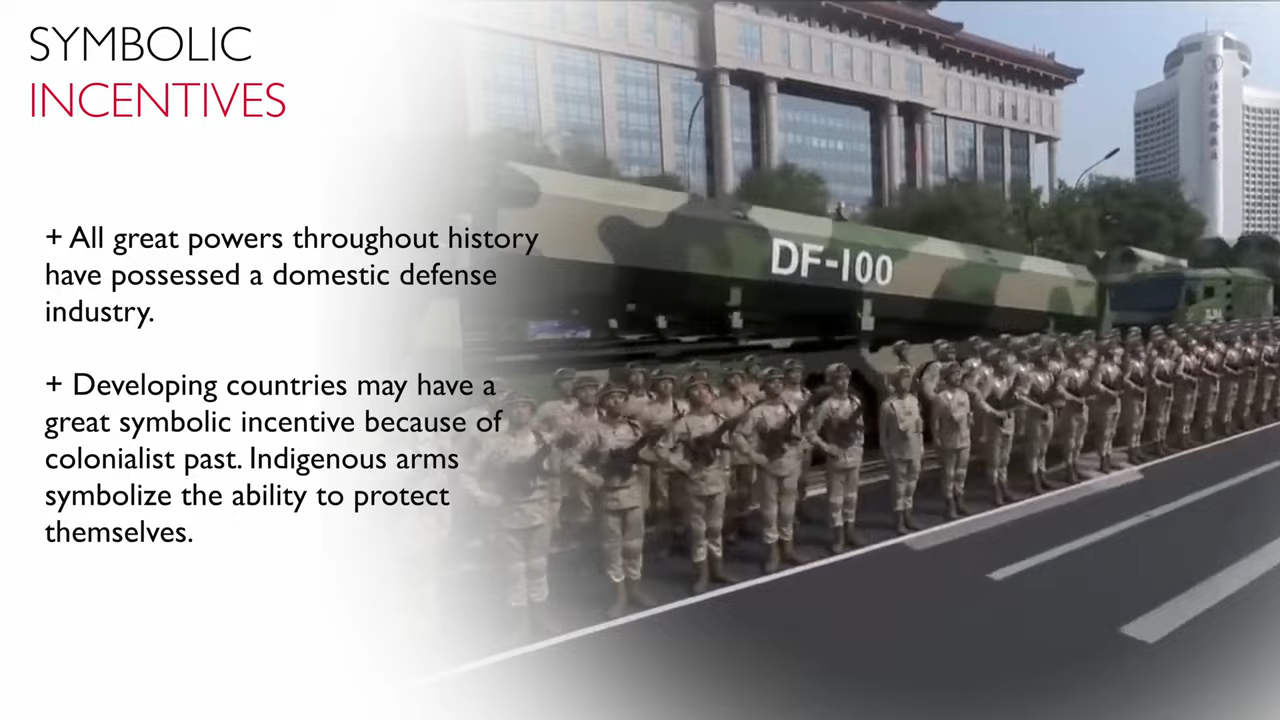 SYMBOLIC
INCENTIVES
+ All great powers throughout history
have possessed a domestic defense
industry.
+ Developing countries may have a
great symbolic incentive because of
colonialist past. Indigenous arms
symbolize the ability to protect
themselves.
DF-100